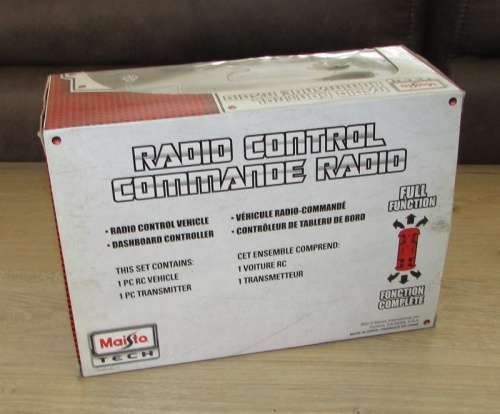 RADIO CONTROL
COMMANDE RADIO
• RADIO CONTROL VEHICLE
• DASHBOARD CONTROLLER
• VÉHICULE RADIO-COMMANDÉ
• CONTRÔLEUR DE TABLERU DE BORD
THIS SET CONTAINS:
1 PC RC VEHICLE
1 PC TRANSMITTER
CET ENSEMBLE COMPREND:
1 VOITURE RC
1 TRANSMETTEUR
FULL
FUNCTION
FONCTION
COMPLÈTE
Maisto
TECH
Maisto